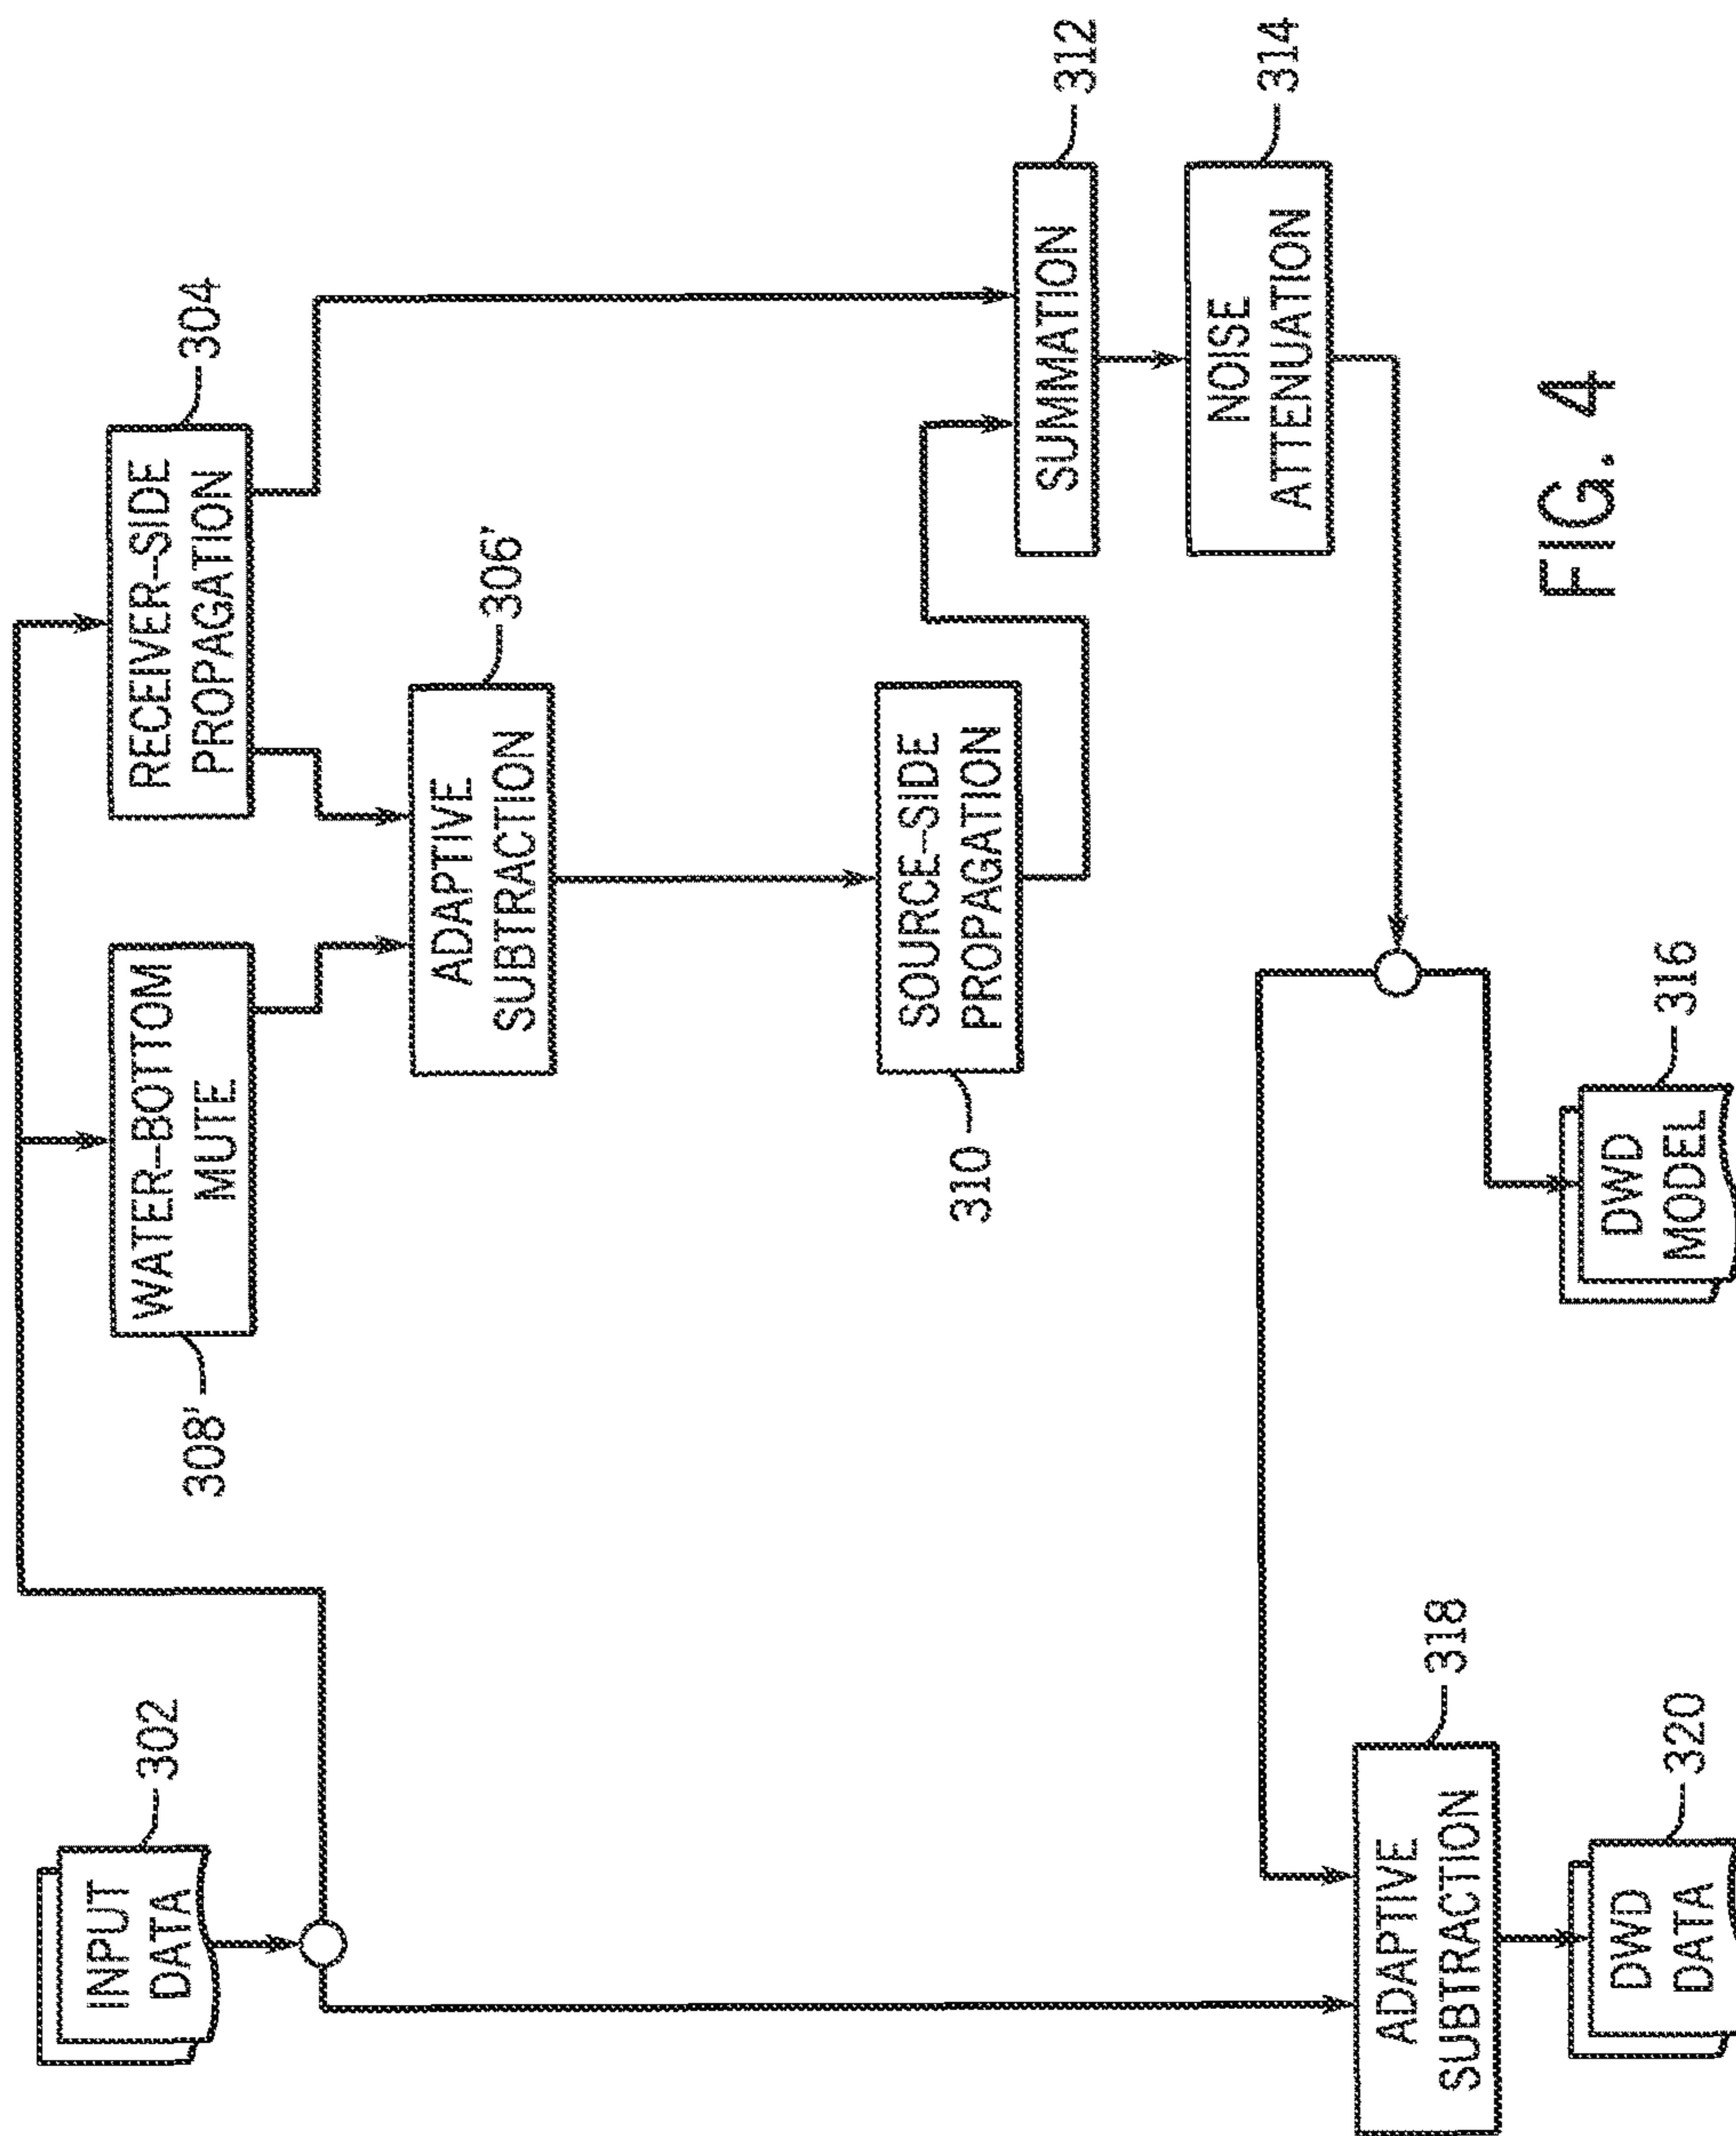 INPUT
DATA
302
WATER-BOTTOM
MUTE
308'
RECEIVER-SIDE
PROPAGATION
304
ADAPTIVE
SUBTRACTION
306'
SOURCE-SIDE
PROPAGATION
310
SUMMATION
312
NOISE
ATTENUATION
314
ADAPTIVE
SUBTRACTION
318
DWD
MODEL
316
DWD
DATA
320
FIG. 4